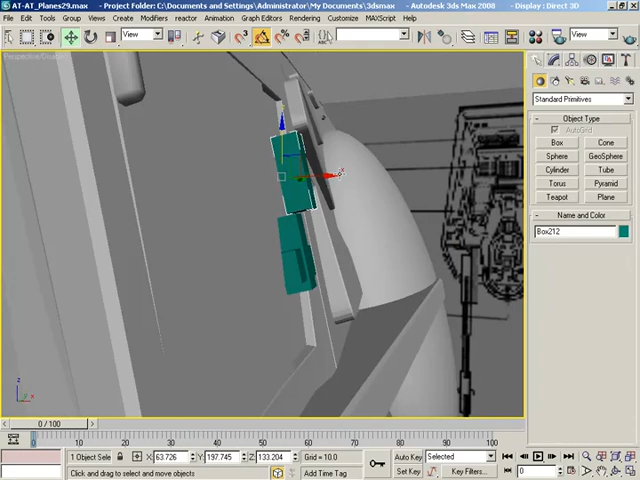 AT-AT_Planes29.max - Project Folder: C:\Documents and Settings\Administrator\My Documents\3dsmax - Autodesk 3ds Max 2008 - Display : Direct 3D
File Edit Tools Group Views Create Modifiers reactor Animation Graph Editors Rendering Customize MAXScript Help
View
View
Standard Primitives
- Object Type
AutoGrid
Box Cone
Sphere GeoSphere
Cylinder Tube
Torus Pyramid
Teapot Plane
- Name and Color
Box212
z
x
0 / 100
0 10 20 30 40 50 60 70 80 90 100
1 Object Sele X: 63.726 Y: 197.745 Z: 133.204 Grid = 10.0 Auto Key Selected
Click and drag to select and move objects Add Time Tag Set Key Key Filters... 0